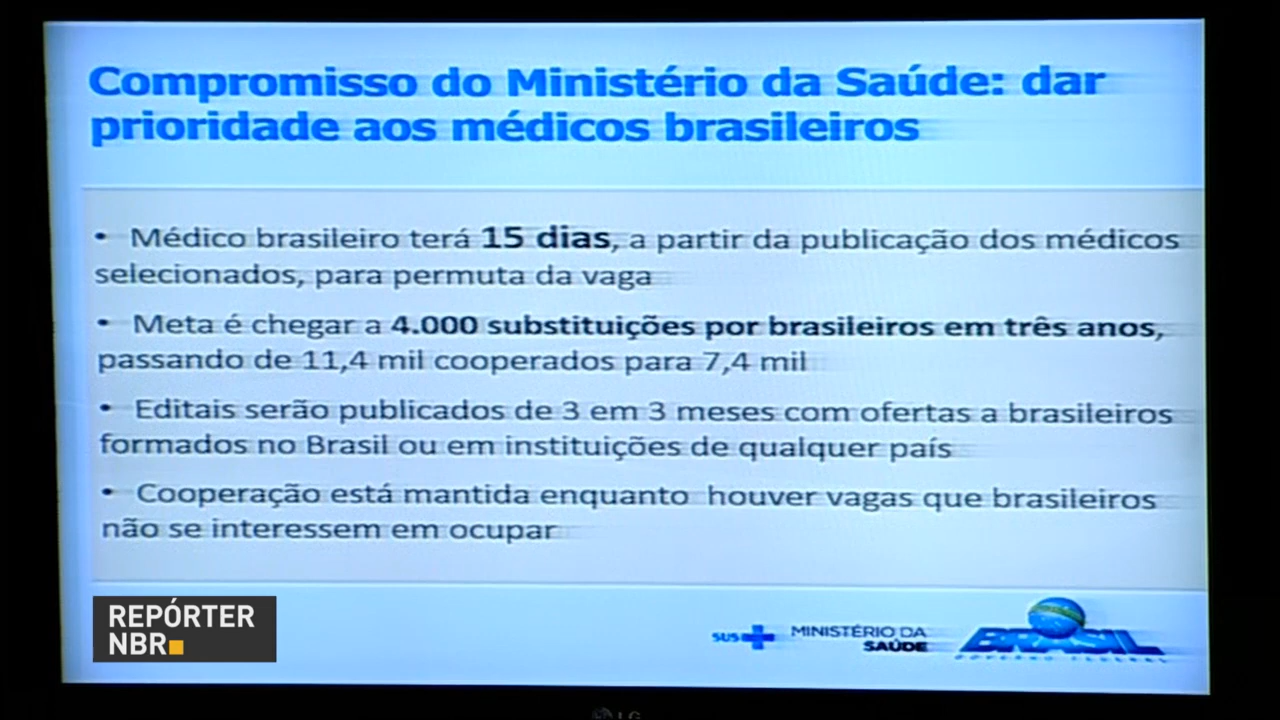 Compromisso do Ministério da Saúde: dar
prioridade aos médicos brasileiros
• Médico brasileiro terá 15 dias, a partir da publicação dos médicos
selecionados, para permuta da vaga
• Meta é chegar a 4.000 substituições por brasileiros em três anos,
passando de 11,4 mil cooperados para 7,4 mil
• Editais serão publicados de 3 em 3 meses com ofertas a brasileiros
formados no Brasil ou em instituições de qualquer país
• Cooperação está mantida enquanto houver vagas que brasileiros
não se interessem em ocupar
REPÓRTER
NBR
SUS
MINISTÉRIO DA
SAÚDE
BRASIL
GOVERNO FEDERAL
LG